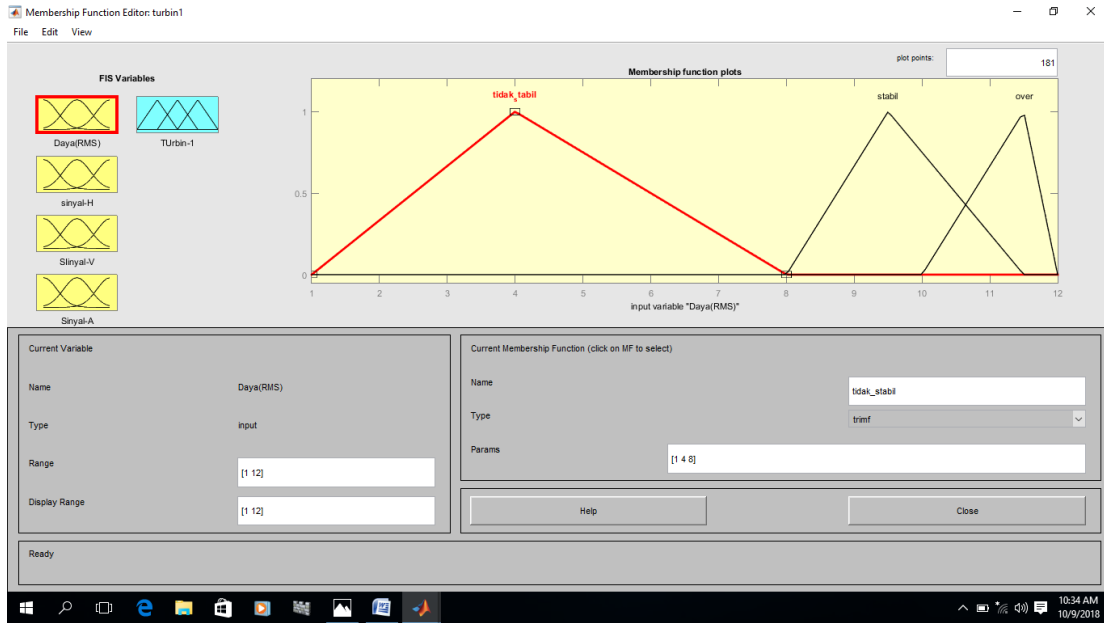 Membership Function Editor: turbin1
File Edit View
FIS Variables
Daya(RMS)
TUrbin-1
sinyal-H
SIinyal-V
Sinyal-A
plot points:
181
Membership function plots
tidak_stabil
stabil
over
1
0.5
0
1 2 3 4 5 6 7 8 9 10 11 12
input variable "Daya(RMS)"
Current Variable
Name Daya(RMS)
Type input
Range [1 12]
Display Range [1 12]
Current Membership Function (click on MF to select)
Name tidak_stabil
Type trimf
Params [1 4 8]
Help Close
Ready
10:34 AM
10/9/2018